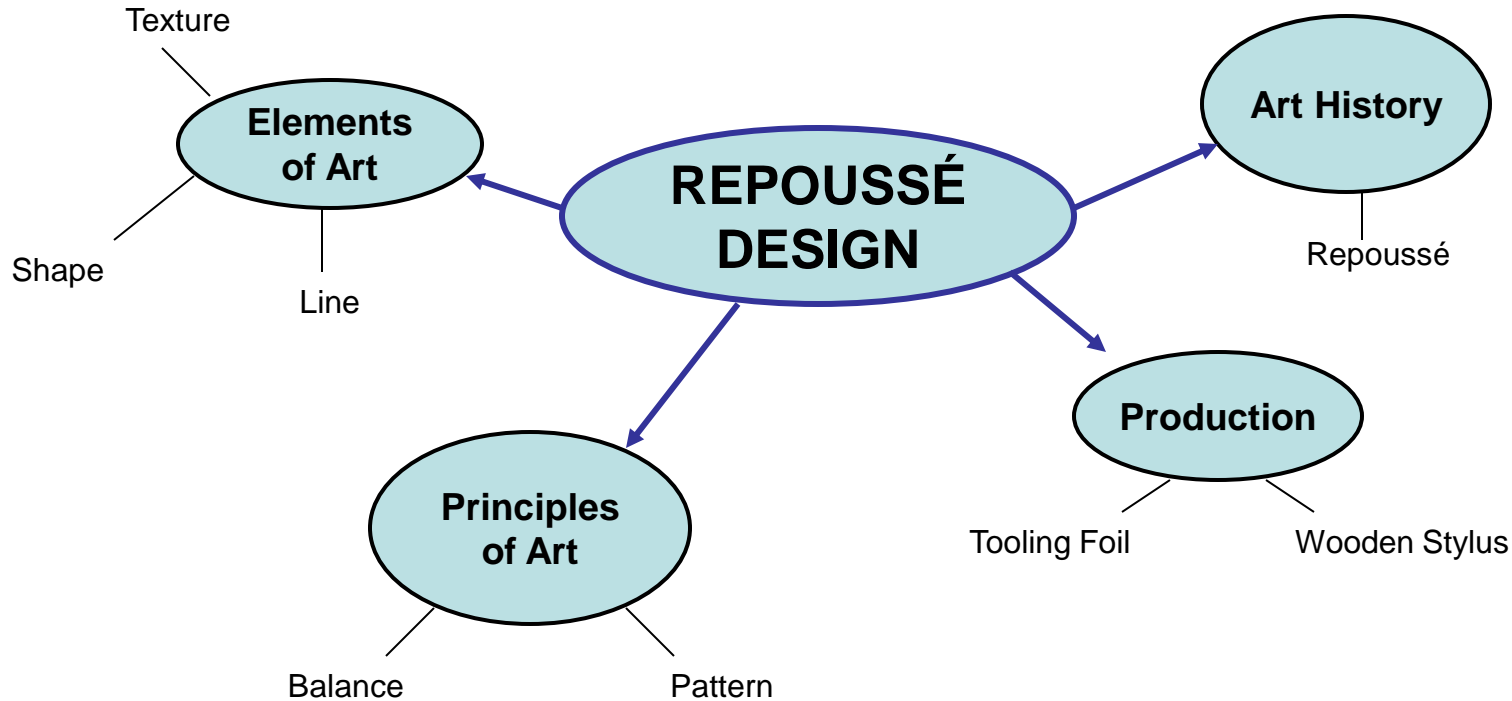 Texture
Elements
of Art
Shape
Line
REPOUSSÉ
DESIGN
Art History
Repoussé
Production
Tooling Foil
Wooden Stylus
Principles
of Art
Balance
Pattern